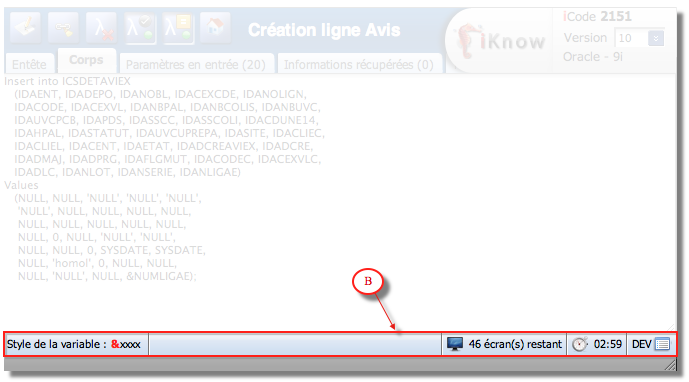 Création ligne Avis
iKnow
iCode 2151
Version 10
Oracle - 9i
Entête Corps Paramètres en entrée (20) Informations récupérées (0)
Insert into ICSDETAVIEX
(IDAENT, IDADEPO, IDANOBL, IDACEXCDE, IDANOLIGN,
IDACODE, IDACEXVL, IDANBPAL, IDANBCOLIS, IDANBUVC,
IDAUVCPCB, IDAPDS, IDASSCC, IDASSCOLI, IDACDUNE14,
IDAHPAL, IDASTATUT, IDAUVCUPREPA, IDASITE, IDACLIEC,
IDACLIEL, IDACENT, IDAETAT, IDADCREAVIEX, IDADCRE,
IDADMAJ, IDADPRG, IDAFLGMUT, IDACODEC, IDACEXVLC,
IDADLC, IDANLOT, IDANSERIE, IDANLIGAE)
Values
(NULL, NULL, 'NULL', 'NULL', 'NULL',
'NULL', NULL, NULL, NULL, NULL,
NULL, NULL, NULL, NULL, NULL,
NULL, 0, NULL, 'NULL', 'NULL',
NULL, NULL, 0, SYSDATE, SYSDATE,
NULL, 'homol', 0, NULL, NULL,
NULL, 'NULL', NULL, &NUMLIGAE);
B
Style de la variable : &xxxx 46 écran(s) restant 02:59 DEV